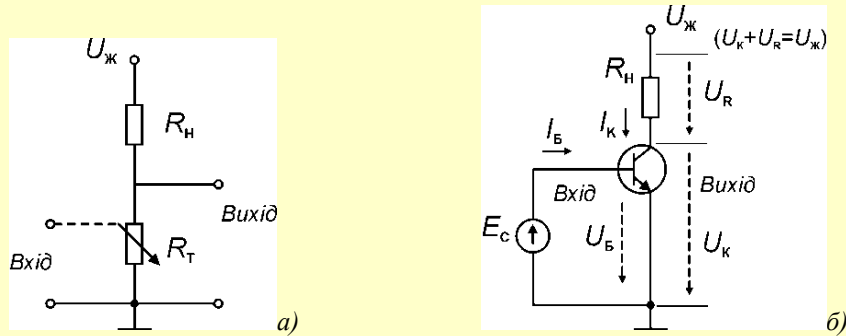 Uж
Rн
Вихід
Rт
Вхід
а)
Uж
(Uк+UR=Uж)
Rн
UR
IБ
Iк
Вхід
Вихід
Eс
UБ
Uк
б)